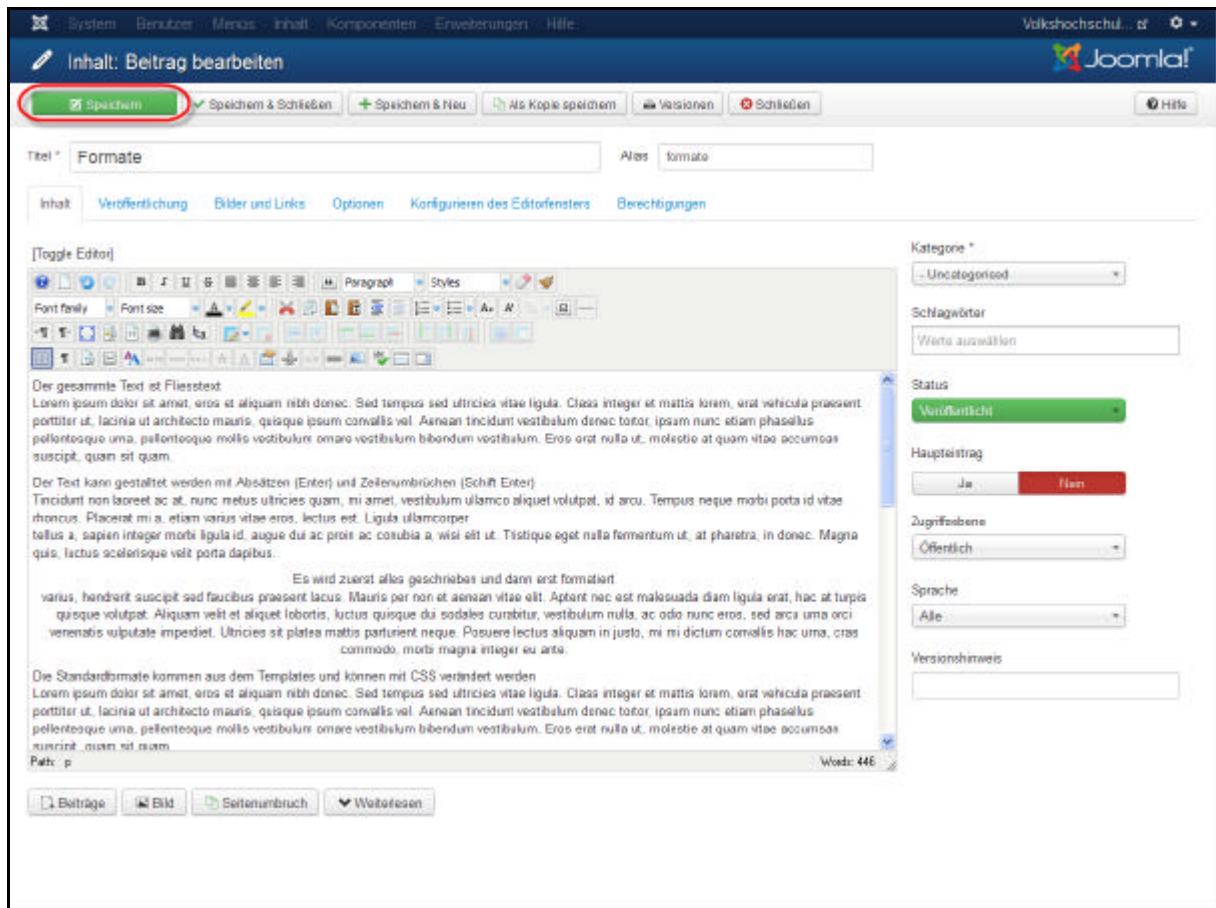 System Benutzer Menüs Inhalt Komponenten Erweiterungen Hilfe
Volkshochschul...
Inhalt: Beitrag bearbeiten
Joomla!
Speichern
Speichern & Schließen
Speichern & Neu
Als Kopie speichern
Versionen
Schließen
Hilfe
Titel *
Formate
Alias
formate
Inhalt
Veröffentlichung
Bilder und Links
Optionen
Konfigurieren des Editorfensters
Berechtigungen
[Toggle Editor]
Paragraph
Styles
Font family
Font size
Der gesammte Text ist Fliesstext
Lorem ipsum dolor sit amet, eros et aliquam nibh donec. Sed tempus sed ultricies vitae ligula. Class integer et mattis lorem, erat vehicula praesent
porttitor ut, lacinia ut architecto mauris, quisque ipsum convallis vel. Aenean tincidunt vestibulum donec tortor, ipsum nunc etiam phasellus
pellentesque urna, pellentesque mollis vestibulum ornare vestibulum bibendum vestibulum. Eros erat nulla ut, molestie at quam vitae accumsan
suscipit, quam sit quam.
Der Text kann gestaltet werden mit Absätzen (Enter) und Zeilenumbrüchen (Schift Enter)
Tincidunt non laoreet ac at, nunc metus ultricies quam, mi amet, vestibulum ullamco aliquet volutpat, id arcu. Tempus neque morbi porta id vitae
rhoncus. Placerat mi a, etiam varius vitae eros, lectus est. Ligula ullamcorper
tellus a, sapien integer morbi ligula id, augue dui ac proin ac conubia a, wisi elit ut. Tristique eget nulla fermentum ut, at pharetra, in donec. Magna
quis, luctus scelerisque velit porta dapibus.
Es wird zuerst alles geschrieben und dann erst formatiert
varius, hendrerit suscipit sed faucibus praesent lacus. Mauris per non et aenean vitae elit. Aptent nec est malesuada diam ligula erat, hac at turpis
quisque volutpat. Aliquam velit et aliquet lobortis, luctus quisque dui sodales curabitur, vestibulum nulla, ac odio nunc eros, sed arcu urna orci
venenatis vulputate imperdiet. Ultricies sit platea mattis parturient neque. Posuere lectus aliquam in justo, mi mi dictum convallis hac urna, cras
commodo, morbi magna integer eu ante.
Die Standardformate kommen aus dem Templates und können mit CSS verändert werden
Lorem ipsum dolor sit amet, eros et aliquam nibh donec. Sed tempus sed ultricies vitae ligula. Class integer et mattis lorem, erat vehicula praesent
porttitor ut, lacinia ut architecto mauris, quisque ipsum convallis vel. Aenean tincidunt vestibulum donec tortor, ipsum nunc etiam phasellus
pellentesque urna, pellentesque mollis vestibulum ornare vestibulum bibendum vestibulum. Eros erat nulla ut, molestie at quam vitae accumsan
suscipit, quam sit quam.
Path: p
Words: 446
Beiträge
Bild
Seitenumbruch
Weiterlesen
Kategorie *
- Uncategorised
Schlagwörter
Werte auswählen
Status
Veröffentlicht
Haupteintrag
Ja
Nein
Zugriffsebene
Öffentlich
Sprache
Alle
Versionshinweis